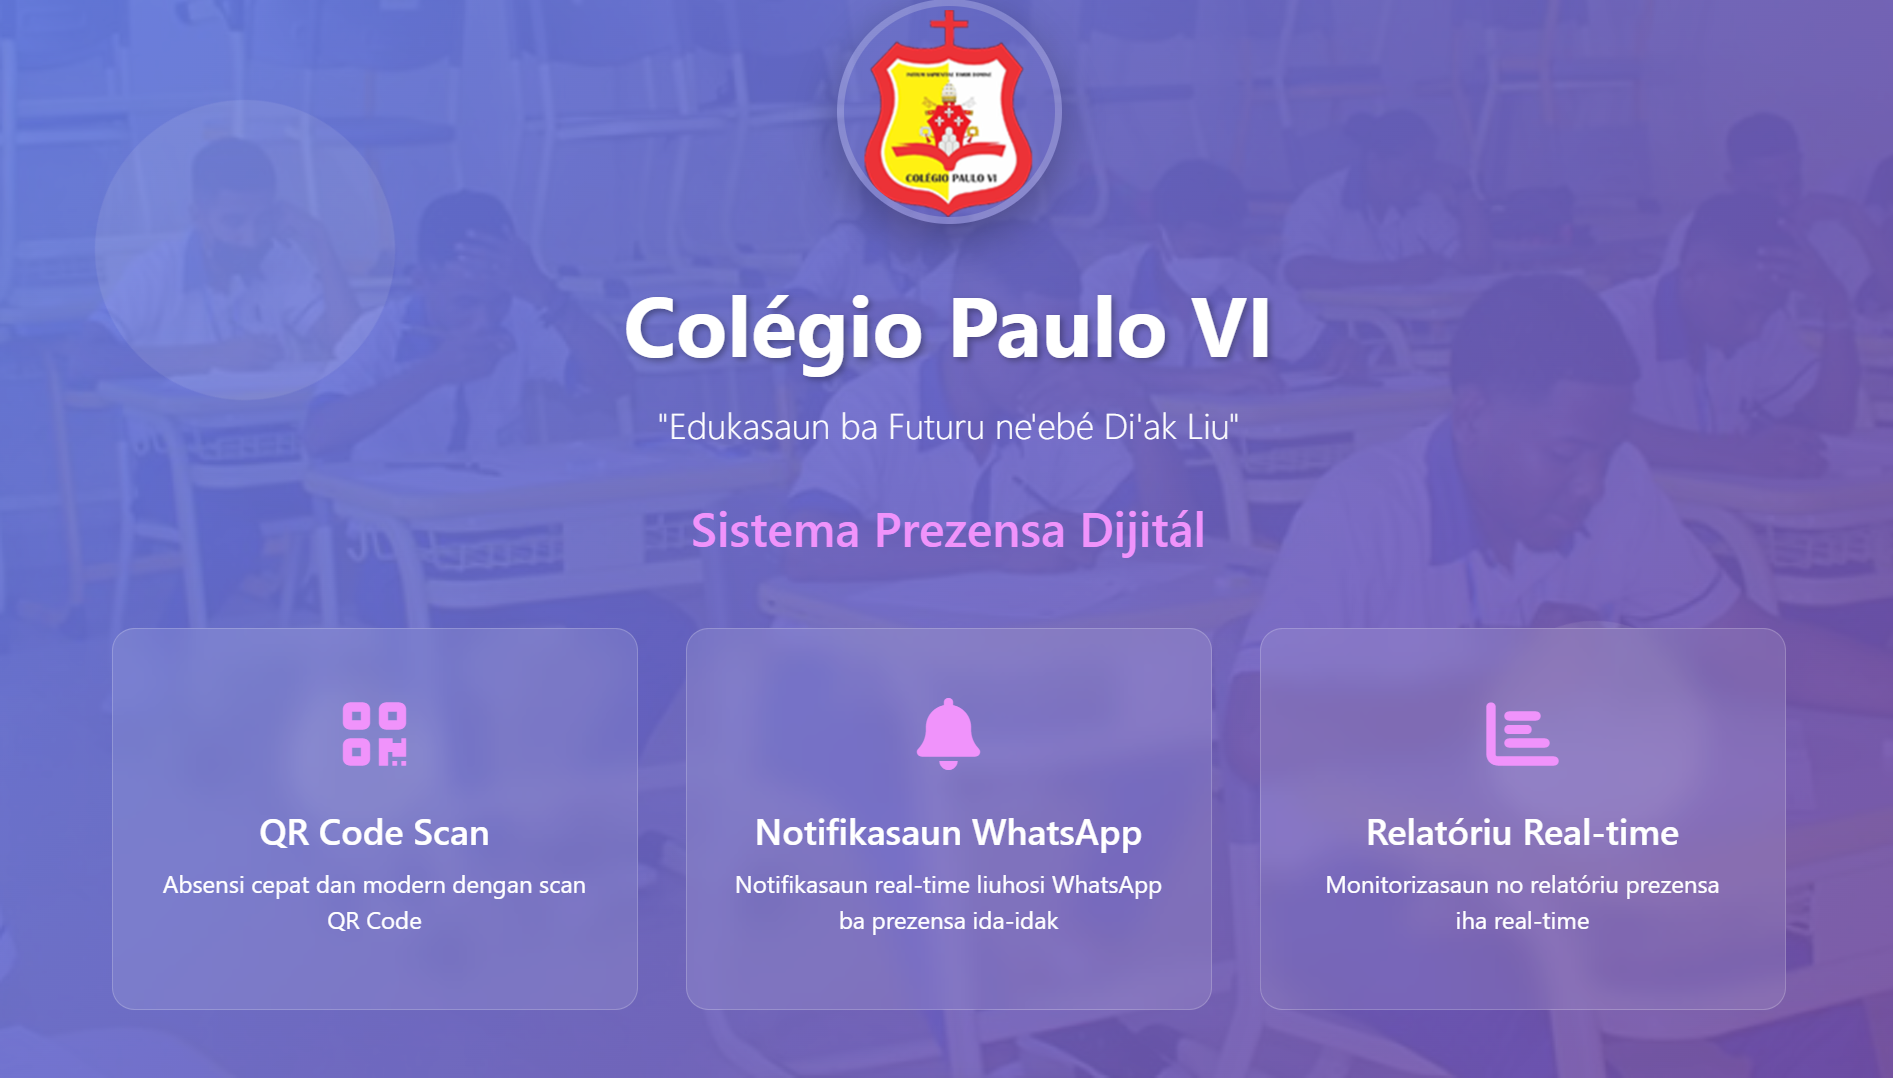 COLÉGIO PAULO VI
Colégio Paulo VI
"Edukasaun ba Futuru ne'ebé Di'ak Liu"
Sistema Prezensa Dijitál
QR Code Scan
Absensi cepat dan modern dengan scan
QR Code
Notifikasaun WhatsApp
Notifikasaun real-time liuhosi WhatsApp
ba prezensa ida-idak
Relatóriu Real-time
Monitorizasaun no relatóriu prezensa
iha real-time